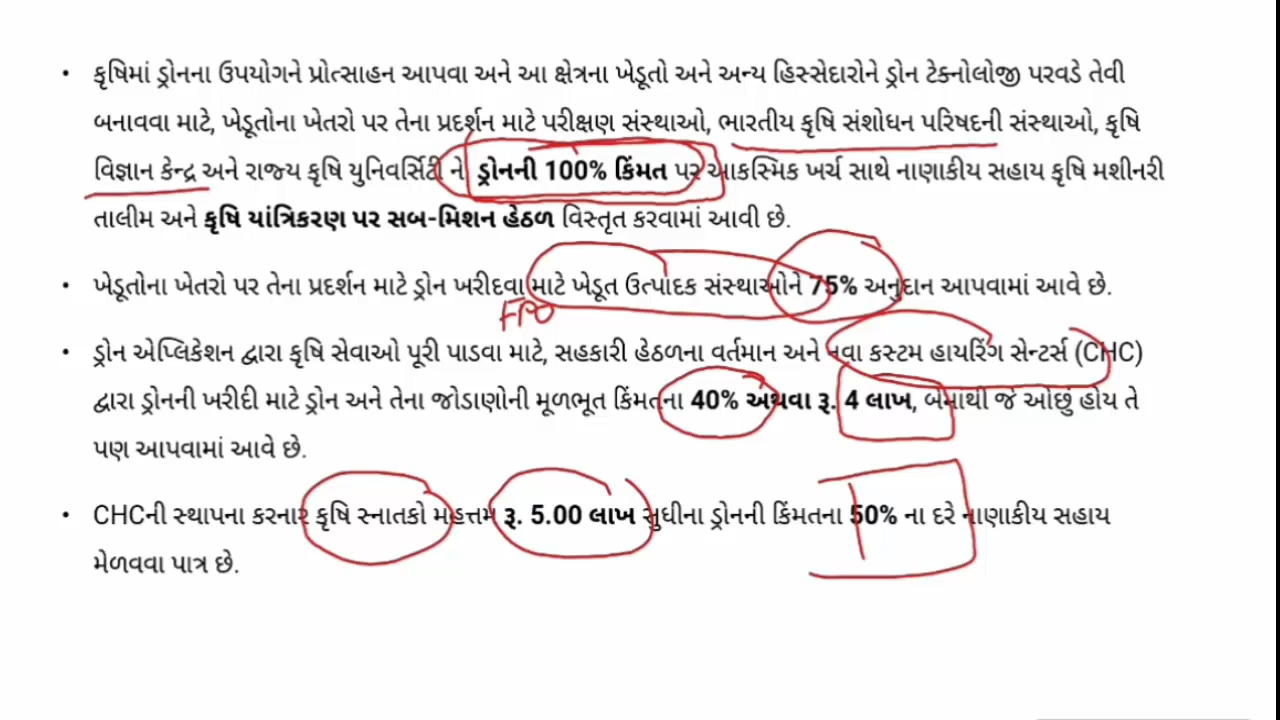 • કૃષિમાં ડ્રોનના ઉપયોગને પ્રોત્સાહન આપવા અને આ ક્ષેત્રના ખેડૂતો અને અન્ય હિસ્સેદારોને ડ્રોન ટેક્નોલોજી પરવડે તેવી
બનાવવા માટે, ખેડૂતોના ખેતરો પર તેના પ્રદર્શન માટે પરીક્ષણ સંસ્થાઓ, ભારતીય કૃષિ સંશોધન પરિષદની સંસ્થાઓ, કૃષિ
વિજ્ઞાન કેન્દ્ર અને રાજ્ય કૃષિ યુનિવર્સિટી ને ડ્રોનની 100% કિંમત પર આકસ્મિક ખર્ચ સાથે નાણાકીય સહાય કૃષિ મશીનરી
તાલીમ અને કૃષિ યાંત્રિકરણ પર સબ-મિશન હેઠળ વિસ્તૃત કરવામાં આવી છે.
• ખેડૂતોના ખેતરો પર તેના પ્રદર્શન માટે ડ્રોન ખરીદવા માટે ખેડૂત ઉત્પાદક સંસ્થાઓને 75% અનુદાન આપવામાં આવે છે.
FPO
• ડ્રોન એપ્લિકેશન દ્વારા કૃષિ સેવાઓ પૂરી પાડવા માટે, સહકારી હેઠળના વર્તમાન અને નવા કસ્ટમ હાયરિંગ સેન્ટર્સ (CHC)
દ્વારા ડ્રોનની ખરીદી માટે ડ્રોન અને તેના જોડાણોની મૂળભૂત કિંમતના 40% અથવા રૂ. 4 લાખ, બેમાંથી જે ઓછું હોય તે
પણ આપવામાં આવે છે.
• CHCની સ્થાપના કરનાર કૃષિ સ્નાતકો મહત્તમ રૂ. 5.00 લાખ સુધીના ડ્રોનની કિંમતના 50% ના દરે નાણાકીય સહાય
મેળવવા પાત્ર છે.